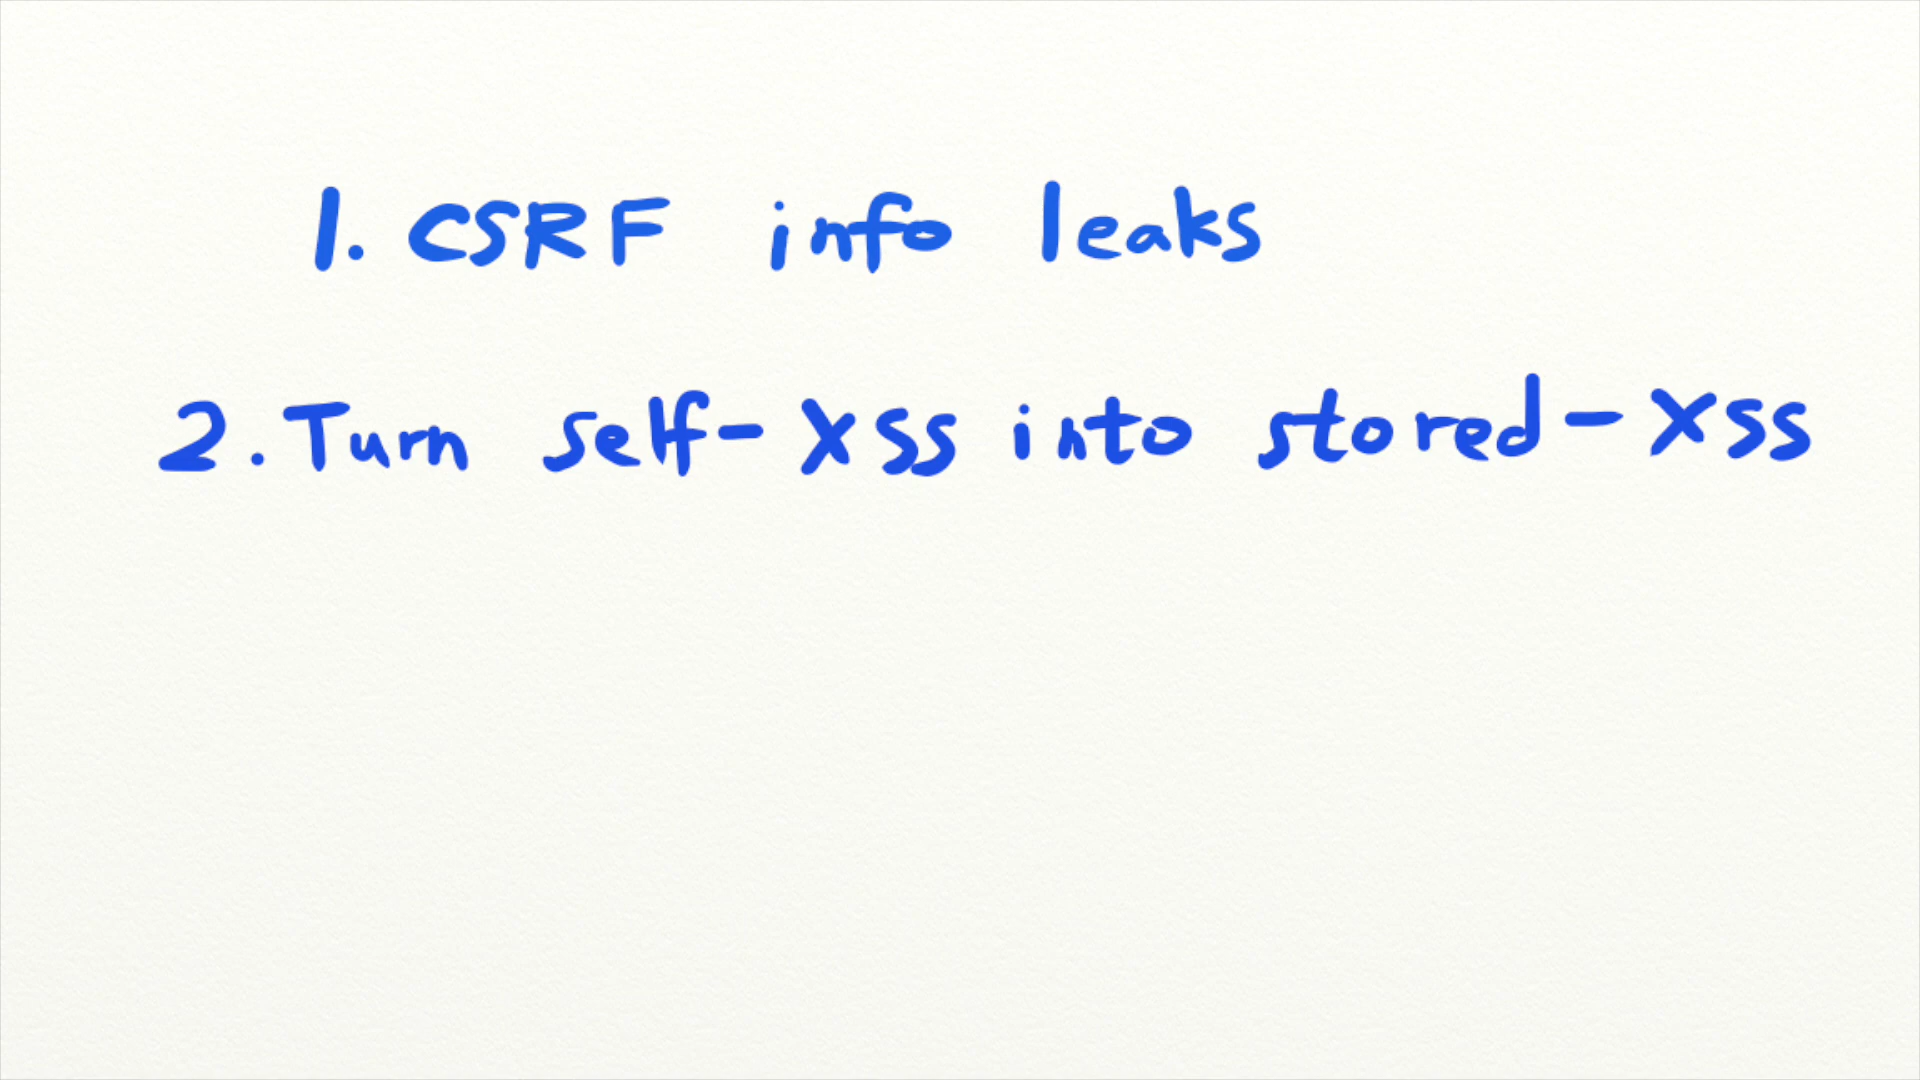 1. CSRF info leaks
2. Turn self-XSS into stored-XSS